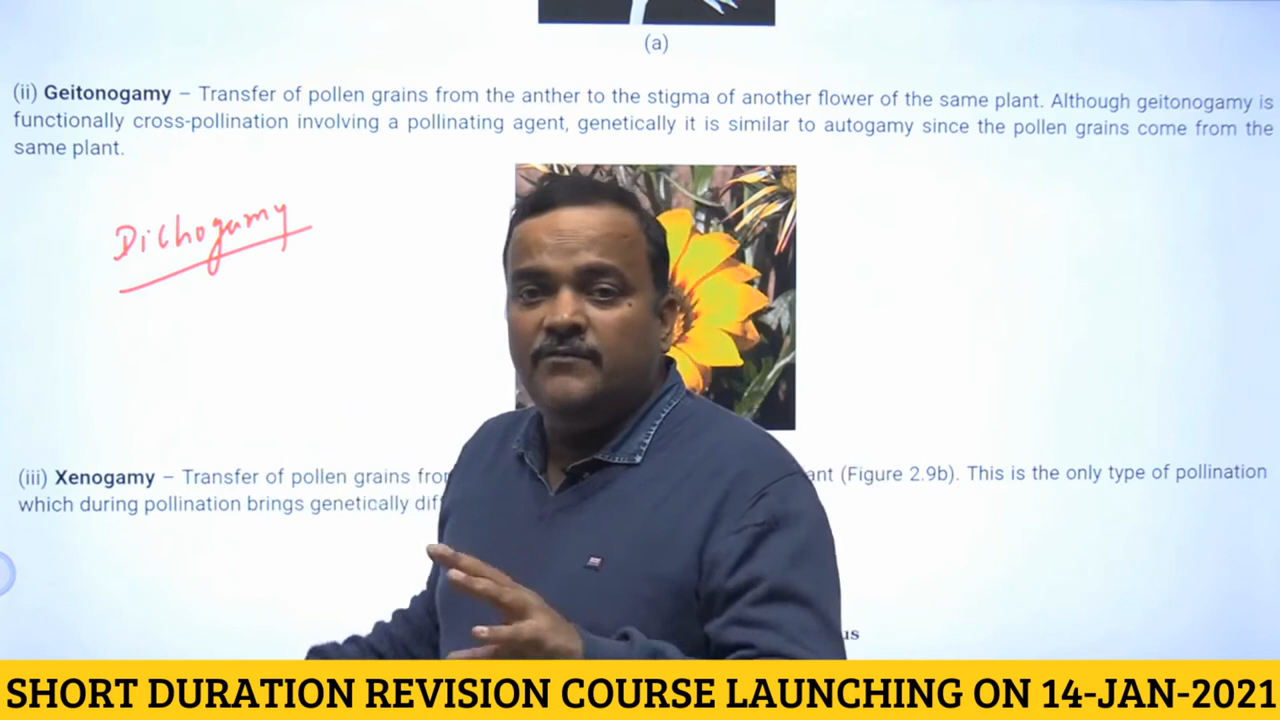 (a)
(ii) Geitonogamy – Transfer of pollen grains from the anther to the stigma of another flower of the same plant. Although geitonogamy is
functionally cross-pollination involving a pollinating agent, genetically it is similar to autogamy since the pollen grains come from the
same plant.
Dichogamy
(iii) Xenogamy – Transfer of pollen grains (Figure 2.9b). This is the only type of pollination
which during pollination brings genetically
SHORT DURATION REVISION COURSE LAUNCHING ON 14-JAN-2021